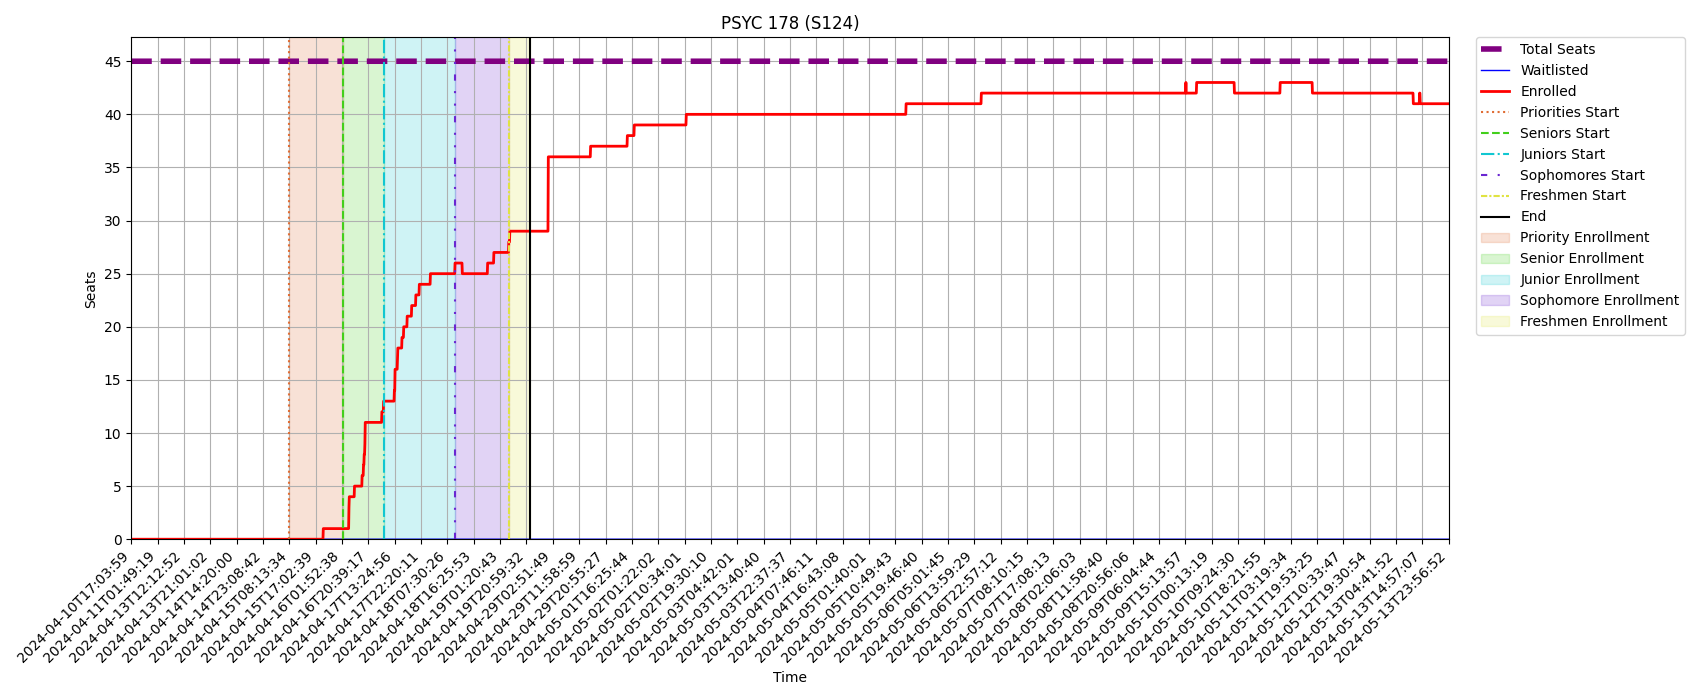 PSYC 178 (S124)
Seats
45
40
35
30
25
20
15
10
5
0
2024-04-10T17:03:59
2024-04-11T01:49:19
2024-04-13T12:12:52
2024-04-13T21:01:02
2024-04-14T14:20:00
2024-04-14T23:08:42
2024-04-15T08:13:34
2024-04-15T17:02:39
2024-04-16T01:52:38
2024-04-16T20:39:17
2024-04-17T13:24:56
2024-04-17T22:20:11
2024-04-18T07:30:26
2024-04-18T16:25:53
2024-04-19T01:20:43
2024-04-19T20:59:32
2024-04-29T02:51:49
2024-04-29T11:58:59
2024-04-29T20:55:27
2024-05-01T16:25:44
2024-05-02T01:22:02
2024-05-02T10:34:01
2024-05-02T19:30:10
2024-05-03T04:42:01
2024-05-03T13:40:40
2024-05-03T22:37:37
2024-05-04T07:46:11
2024-05-04T16:43:08
2024-05-05T01:40:01
2024-05-05T10:49:43
2024-05-05T19:46:40
2024-05-06T05:01:45
2024-05-06T13:59:29
2024-05-06T22:57:12
2024-05-07T08:10:15
2024-05-07T17:08:13
2024-05-08T02:06:03
2024-05-08T11:58:40
2024-05-08T20:56:06
2024-05-09T06:04:44
2024-05-09T15:13:57
2024-05-10T00:13:19
2024-05-10T09:24:30
2024-05-10T18:21:55
2024-05-11T03:19:34
2024-05-11T19:53:25
2024-05-12T10:33:47
2024-05-12T19:30:54
2024-05-13T04:41:52
2024-05-13T14:57:07
2024-05-13T23:56:52
Time
Total Seats
Waitlisted
Enrolled
Priorities Start
Seniors Start
Juniors Start
Sophomores Start
Freshmen Start
End
Priority Enrollment
Senior Enrollment
Junior Enrollment
Sophomore Enrollment
Freshmen Enrollment